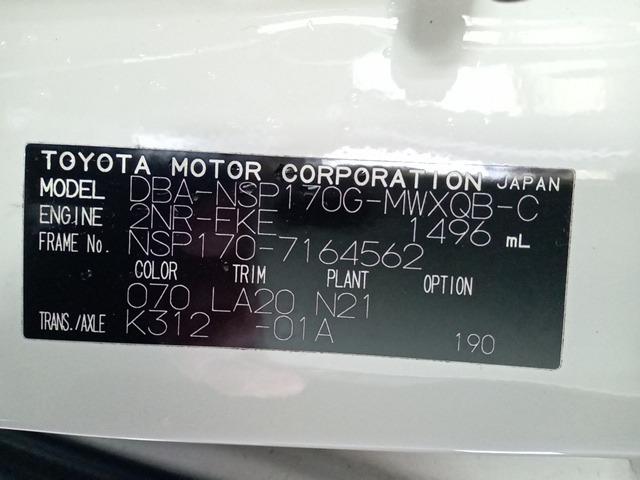 TOYOTA MOTOR CORPORATION JAPAN
MODEL DBA-NSP170G-MWXQB-C
ENGINE 2NR-EKE 1496 mL
FRAME No. NSP170-7164562
COLOR TRIM PLANT OPTION
070 LA20 N21
TRANS./AXLE K312 -01A 190